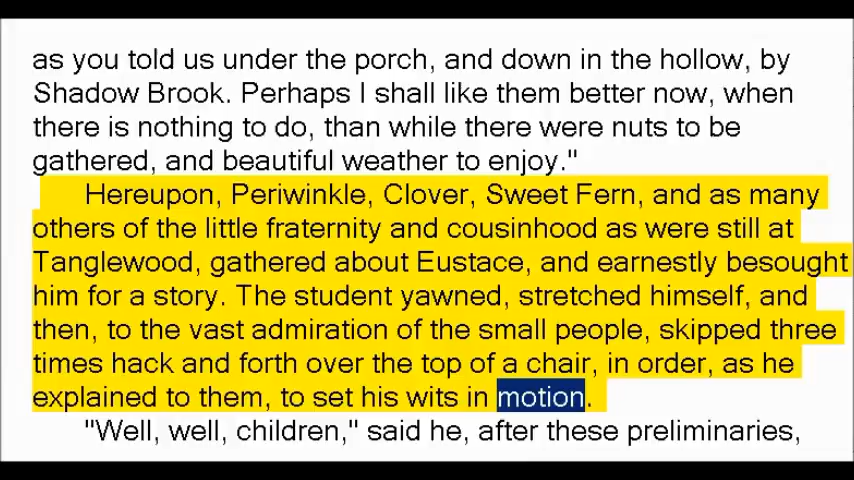 as you told us under the porch, and down in the hollow, by
Shadow Brook. Perhaps I shall like them better now, when
there is nothing to do, than while there were nuts to be
gathered, and beautiful weather to enjoy."
Hereupon, Periwinkle, Clover, Sweet Fern, and as many
others of the little fraternity and cousinhood as were still at
Tanglewood, gathered about Eustace, and earnestly besought
him for a story. The student yawned, stretched himself, and
then, to the vast admiration of the small people, skipped three
times hack and forth over the top of a chair, in order, as he
explained to them, to set his wits in motion.
"Well, well, children," said he, after these preliminaries,